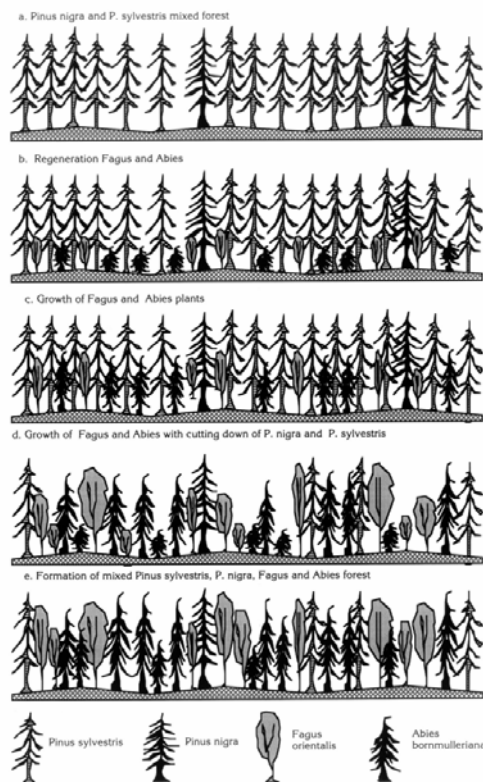 a. Pinus nigra and P. sylvestris mixed forest
b. Regeneration Fagus and Abies
c. Growth of Fagus and Abies plants
d. Growth of Fagus and Abies with cutting down of P. nigra and P. sylvestris
e. Formation of mixed Pinus sylvestris, P. nigra, Fagus and Abies forest
Pinus sylvestris
Pinus nigra
Fagus
orientalis
Abies
bornmulleriana